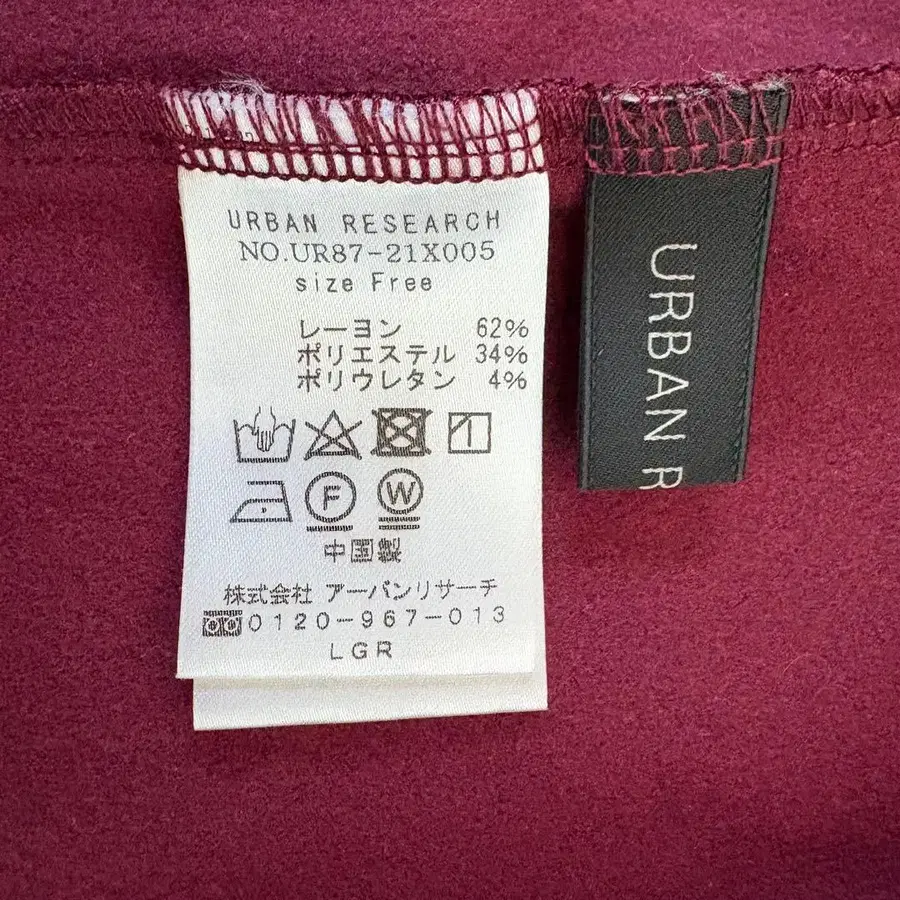 URBAN RESEARCH
NO.UR87-21X005
size Free
レーヨン 62%
ポリエステル 34%
ポリウレタン 4%
F W
中国製
株式会社 アーバンリサーチ
0120-967-013
LGR
URBAN R